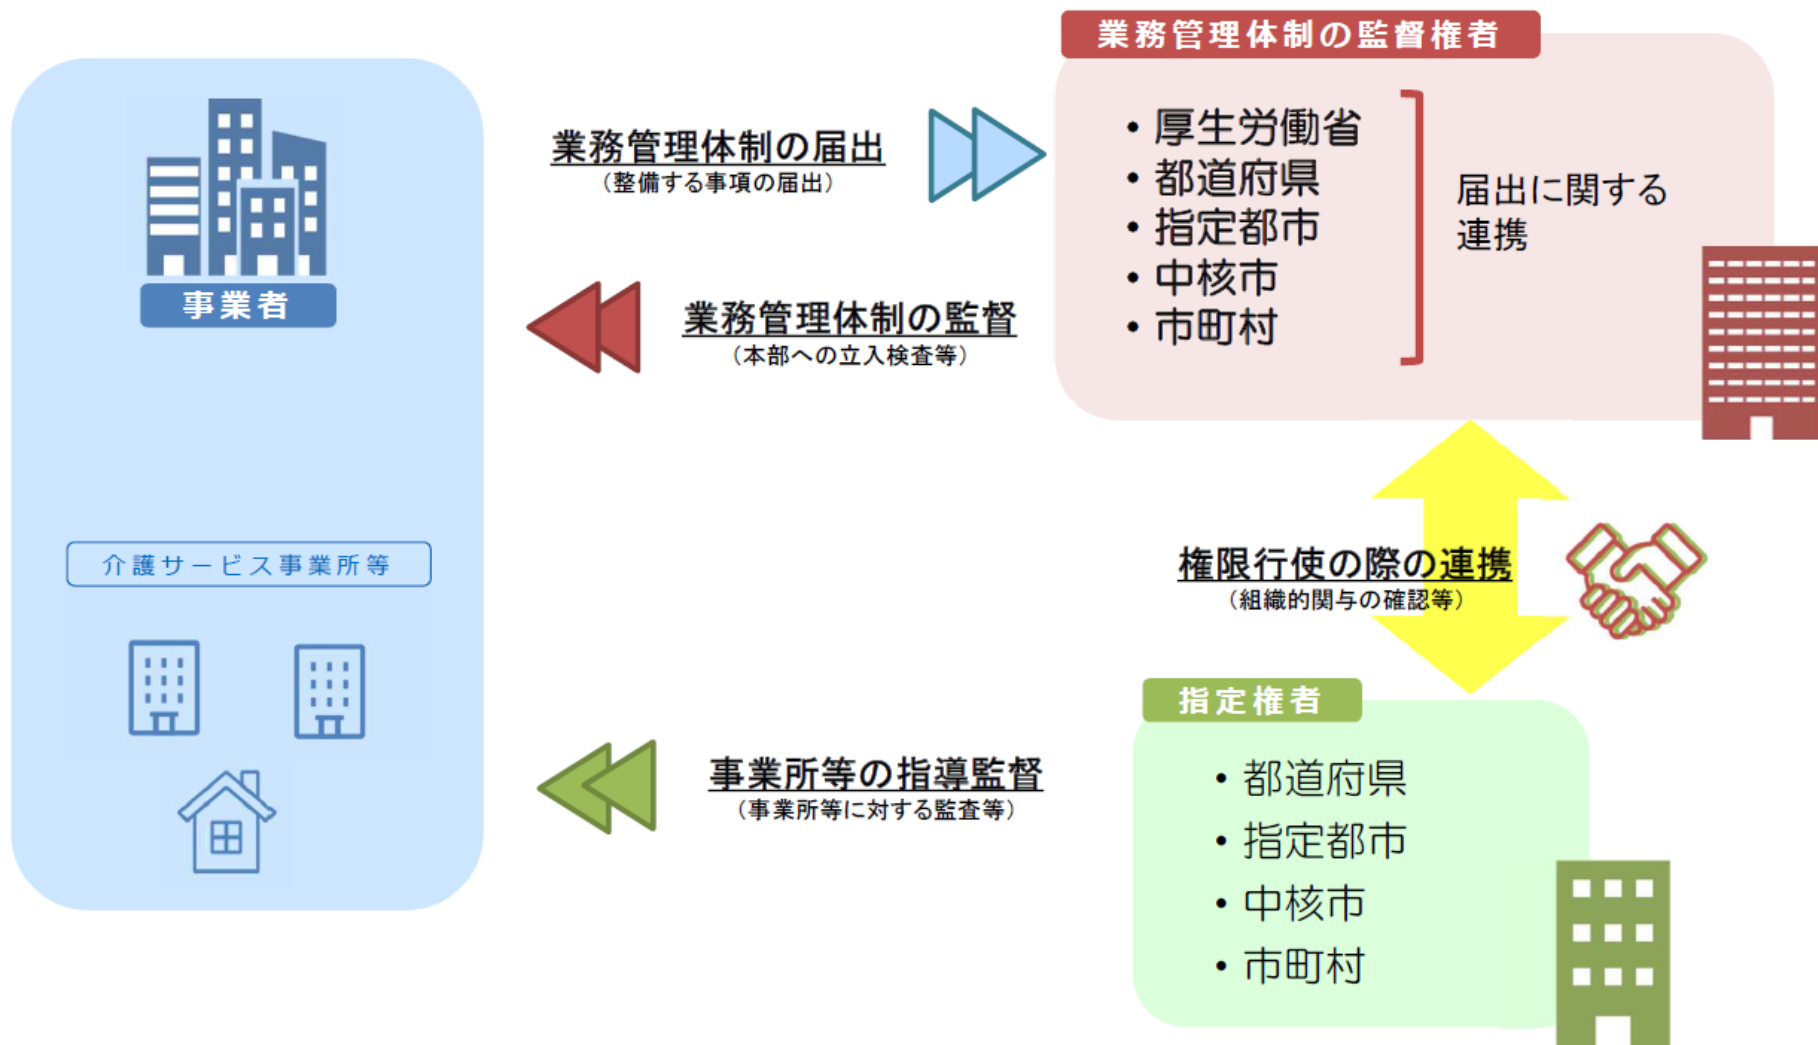 業務管理体制の監督権者
・厚生労働省
・都道府県
・指定都市
・中核市
・市町村
届出に関する
連携
業務管理体制の届出
（整備する事項の届出）
事業者
業務管理体制の監督
（本部への立入検査等）
介護サービス事業所等
権限行使の際の連携
（組織的関与の確認等）
指定権者
・都道府県
・指定都市
・中核市
・市町村
事業所等の指導監督
（事業所等に対する監査等）